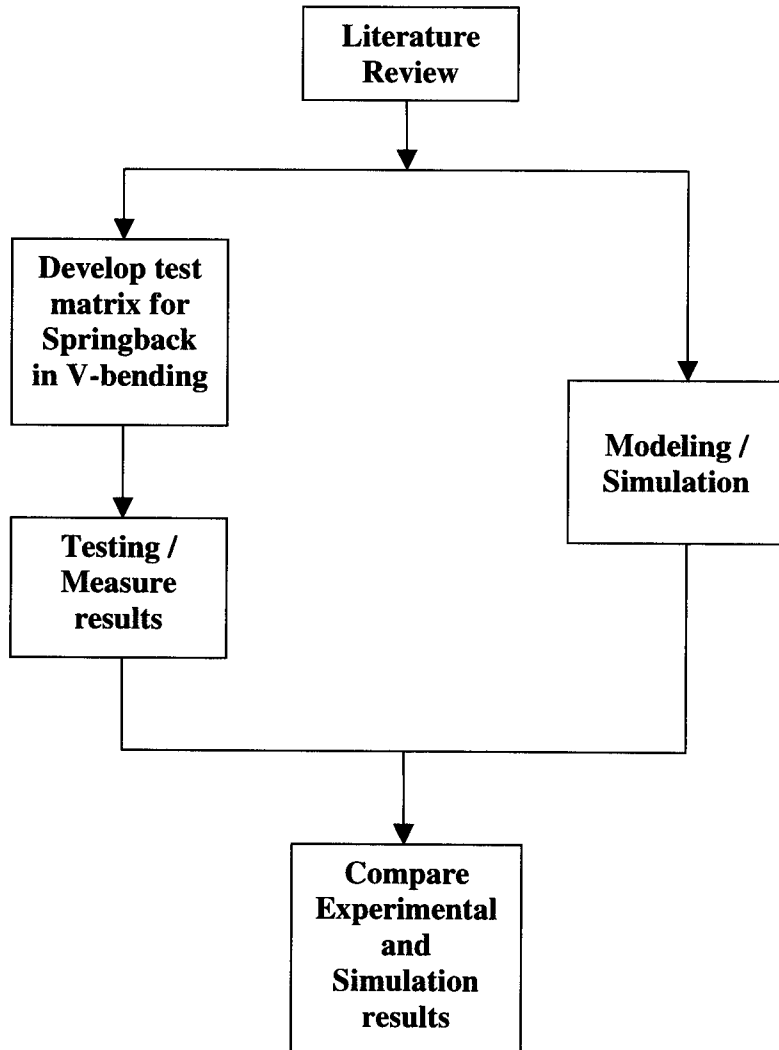 Literature
Review
Develop test
matrix for
Springback
in V-bending
Modeling /
Simulation
Testing /
Measure
results
Compare
Experimental
and
Simulation
results